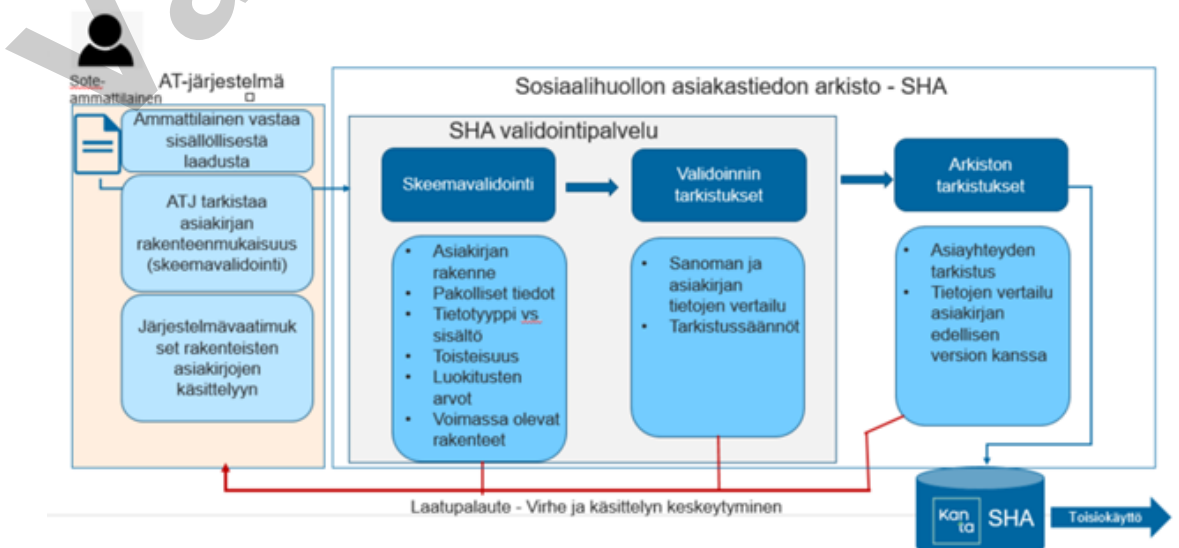 Sote-
ammattilainen
AT-järjestelmä
Ammattilainen vastaa
sisällöllisestä
laadusta
ATJ tarkistaa
asiakirjan
rakenteenmukaisuus
(skeemavalidointi)
Järjestelmävaatimuk
set rakenteisten
asiakirjojen
käsittelyyn
Sosiaalihuollon asiakastiedon arkisto - SHA
SHA validointipalvelu
Skeemavalidointi
• Asiakirjan
rakenne
• Pakolliset tiedot
• Tietotyyppi vs
sisältö
• Toisteisuus
• Luokitusten
arvot
• Voimassa olevat
rakenteet
Validoinnin
tarkistukset
• Sanoman ja
asiakirjan
tietojen vertailu
• Tarkistussäännöt
Arkiston
tarkistukset
• Asiayhteyden
tarkistus
• Tietojen vertailu
asiakirjan
edellisen
version kanssa
Laatupalaute - Virhe ja käsittelyn keskeytyminen
Kan
ta
SHA
Toisiokäyttö